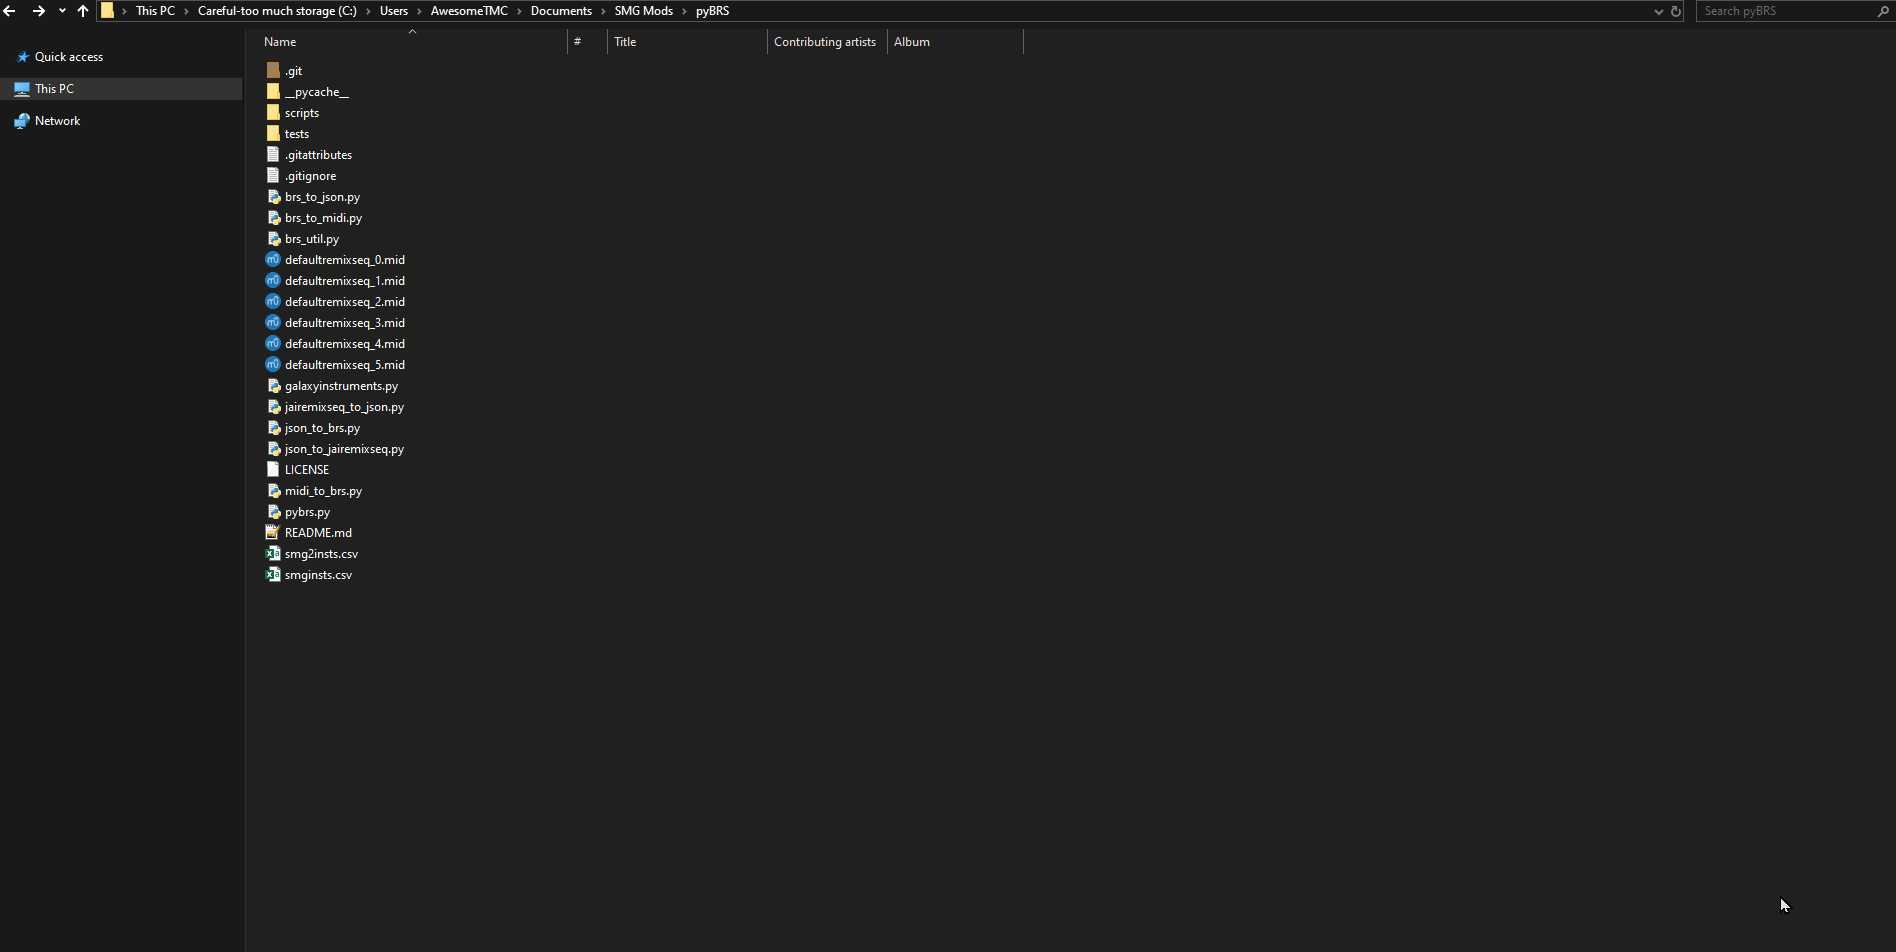 This PC > Careful-too much storage (C:) > Users > AwesomeTMC > Documents > SMG Mods > pyBRS
Search pyBRS
Quick access
This PC
Network
Name # Title Contributing artists Album
.git
__pycache__
scripts
tests
.gitattributes
.gitignore
brs_to_json.py
brs_to_midi.py
brs_util.py
defaultremixseq_0.mid
defaultremixseq_1.mid
defaultremixseq_2.mid
defaultremixseq_3.mid
defaultremixseq_4.mid
defaultremixseq_5.mid
galaxyinstruments.py
jairemixseq_to_json.py
json_to_brs.py
json_to_jairemixseq.py
LICENSE
midi_to_brs.py
pybrs.py
README.md
smg2insts.csv
smginsts.csv